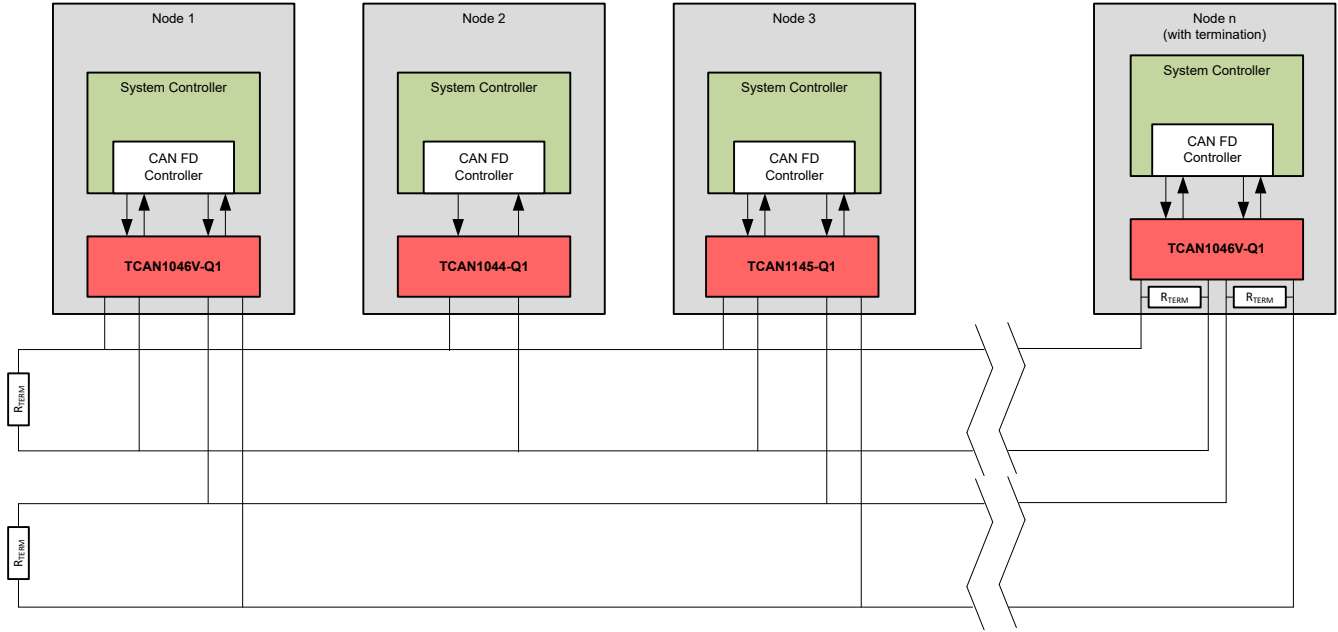 Node 1
System Controller
CAN FD
Controller
TCAN1046V-Q1
Node 2
System Controller
CAN FD
Controller
TCAN1044-Q1
Node 3
System Controller
CAN FD
Controller
TCAN1145-Q1
Node n
(with termination)
System Controller
CAN FD
Controller
TCAN1046V-Q1
RTERM
RTERM
RTERM
RTERM